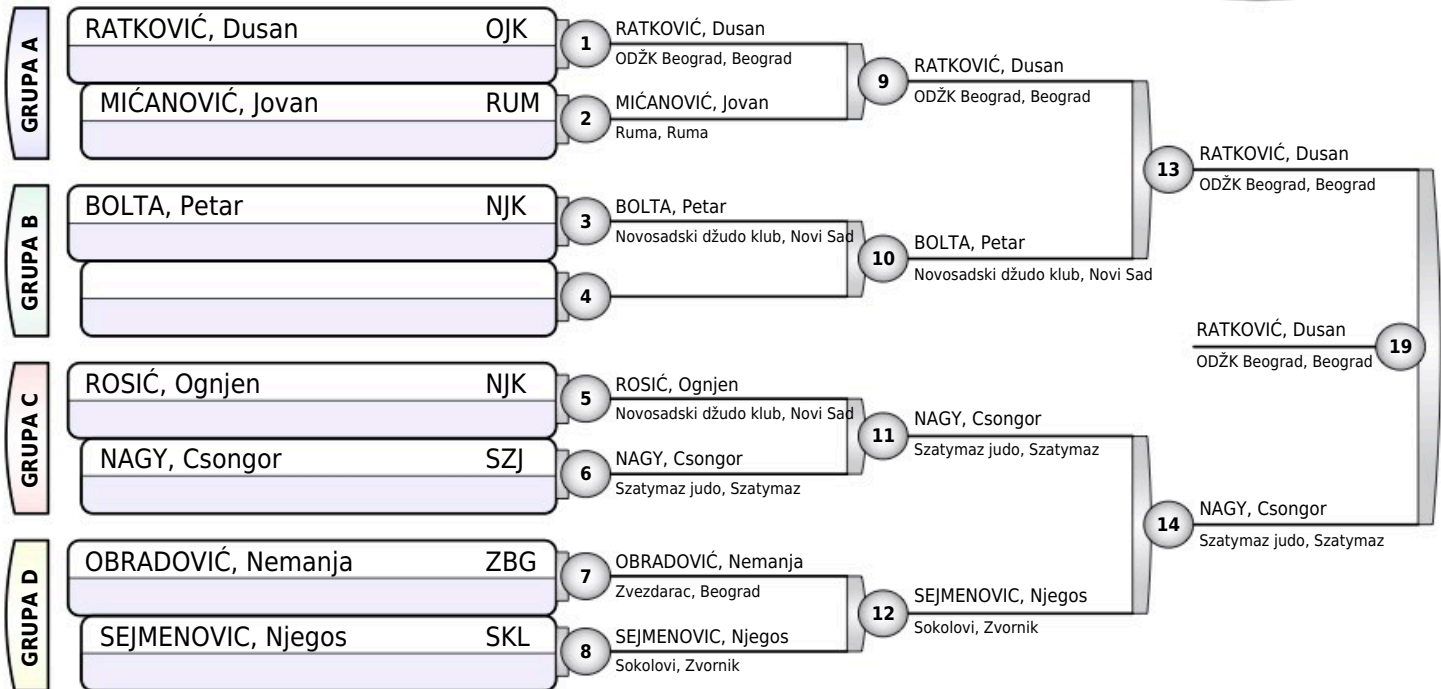 GRUPA A
RATKOVIĆ, Dusan OJK
MIĆANOVIĆ, Jovan RUM
GRUPA B
BOLTA, Petar NJK
GRUPA C
ROSIĆ, Ognjen NJK
NAGY, Csongor SZJ
GRUPA D
OBRADOVIĆ, Nemanja ZBG
SEJMENOVIC, Njegos SKL
1
RATKOVIĆ, Dusan
ODŽK Beograd, Beograd
2
MIĆANOVIĆ, Jovan
Ruma, Ruma
3
BOLTA, Petar
Novosadski džudo klub, Novi Sad
4
5
ROSIĆ, Ognjen
Novosadski džudo klub, Novi Sad
6
NAGY, Csongor
Szatymaz judo, Szatymaz
7
OBRADOVIĆ, Nemanja
Zvezdarac, Beograd
8
SEJMENOVIC, Njegos
Sokolovi, Zvornik
9
RATKOVIĆ, Dusan
ODŽK Beograd, Beograd
10
BOLTA, Petar
Novosadski džudo klub, Novi Sad
11
NAGY, Csongor
Szatymaz judo, Szatymaz
12
SEJMENOVIC, Njegos
Sokolovi, Zvornik
13
RATKOVIĆ, Dusan
ODŽK Beograd, Beograd
14
NAGY, Csongor
Szatymaz judo, Szatymaz
RATKOVIĆ, Dusan
ODŽK Beograd, Beograd
19